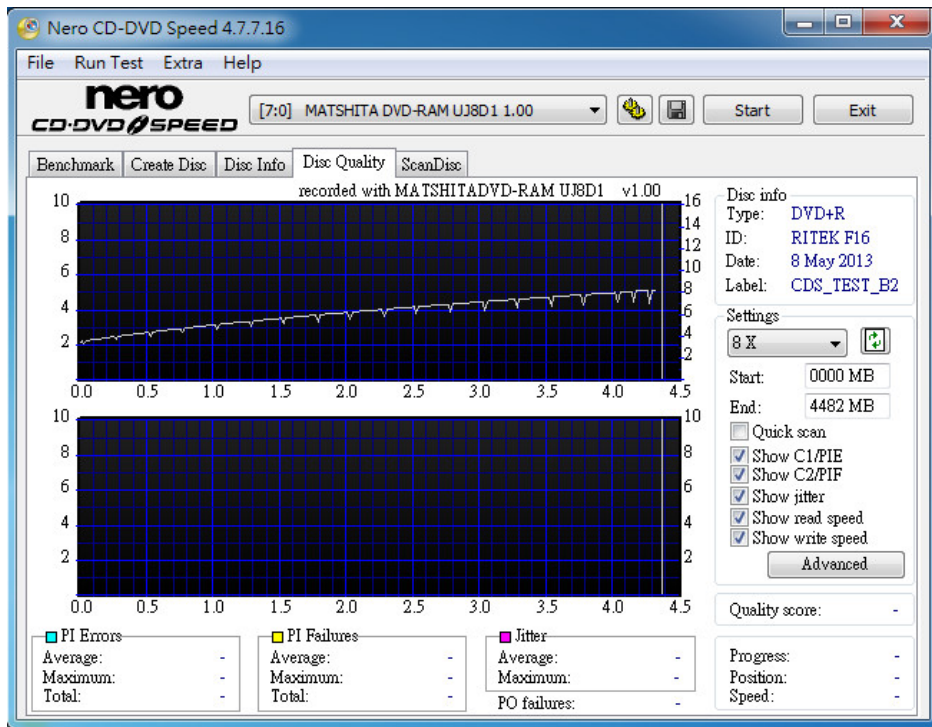 Nero CD-DVD Speed 4.7.7.16
File Run Test Extra Help
nero
CD·DVD SPEED
[7:0] MATSHITA DVD-RAM UJ8D1 1.00
Start
Exit
Benchmark Create Disc Disc Info Disc Quality ScanDisc
recorded with MATSHITADVD-RAM UJ8D1 v1.00
10
8
6
4
2
16
14
12
10
8
6
4
2
0.0 0.5 1.0 1.5 2.0 2.5 3.0 3.5 4.0 4.5
10
8
6
4
2
10
8
6
4
2
0.0 0.5 1.0 1.5 2.0 2.5 3.0 3.5 4.0 4.5
PI Errors
Average: -
Maximum: -
Total: -
PI Failures
Average: -
Maximum: -
Total: -
Jitter
Average: -
Maximum: -
PO failures: -
Disc info
Type: DVD+R
ID: RITEK F16
Date: 8 May 2013
Label: CDS_TEST_B2
Settings
8 X
Start: 0000 MB
End: 4482 MB
Quick scan
Show C1/PIE
Show C2/PIF
Show jitter
Show read speed
Show write speed
Advanced
Quality score: -
Progress: -
Position: -
Speed: -